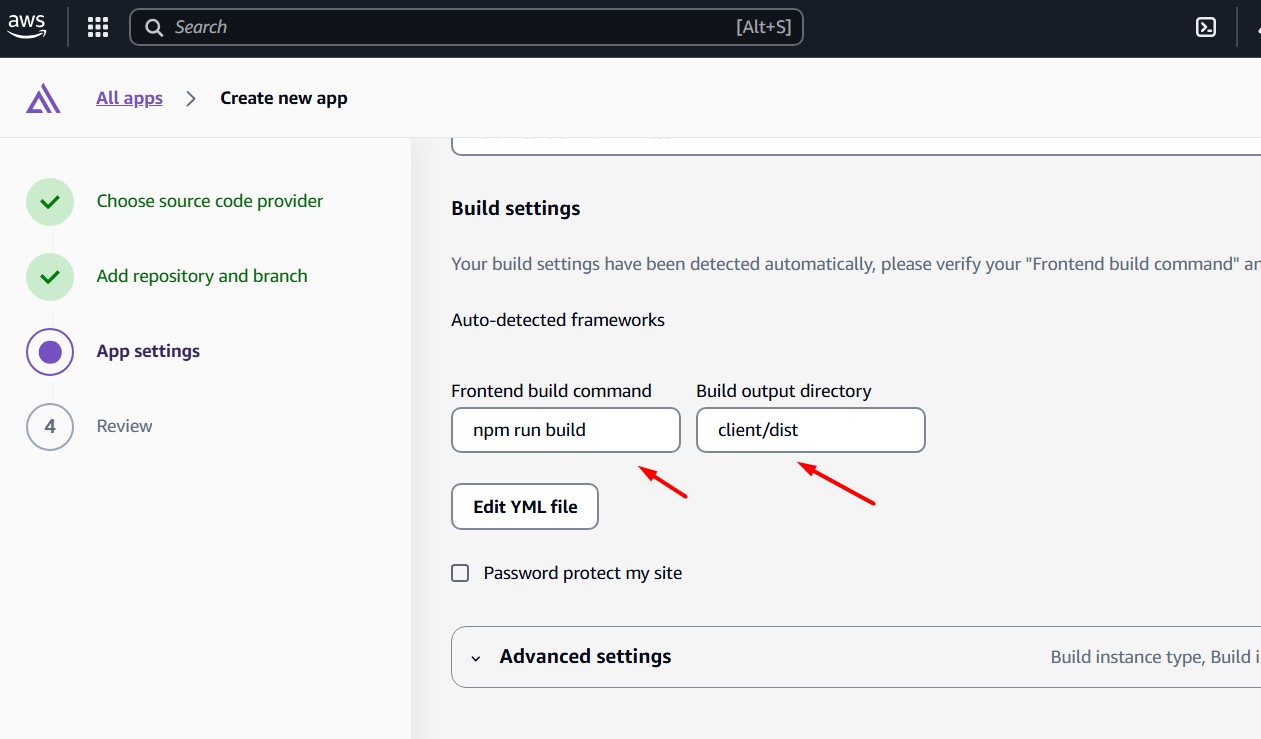 aws
Search [Alt+S]
All apps > Create new app
Choose source code provider
Add repository and branch
App settings
4 Review
Build settings
Your build settings have been detected automatically, please verify your "Frontend build command"
Auto-detected frameworks
Frontend build command Build output directory
npm run build client/dist
Edit YML file
Password protect my site
Advanced settings Build instance type, Build